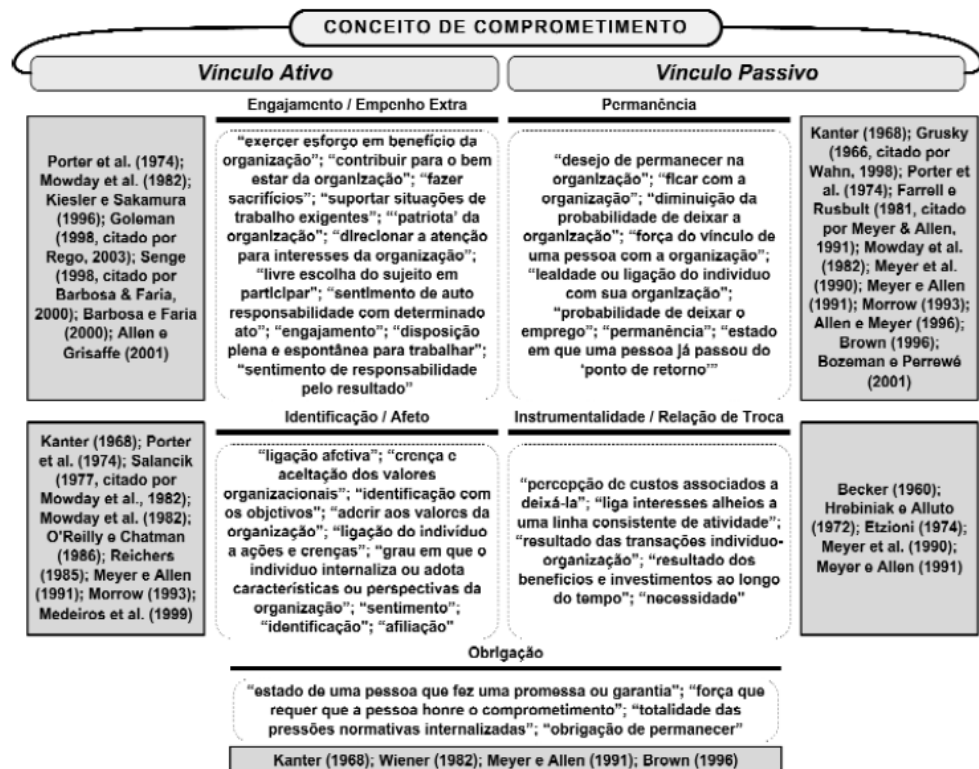 CONCEITO DE COMPROMETIMENTO
Vínculo Ativo
Vínculo Passivo
Engajamento / Empenho Extra
Porter et al. (1974);
Mowday et al. (1982);
Kiesler e Sakamura
(1996); Goleman
(1998, citado por
Rego, 2003); Senge
(1998, citado por
Barbosa & Faria,
2000); Barbosa e Faria
(2000); Allen e
Grisaffe (2001)
“exercer esforço em benefício da
organização”; “contribuir para o bem
estar da organização”; “fazer
sacrifícios”; “suportar situações de
trabalho exigentes”; “‘patriota’ da
organização”; “direcionar a atenção
para interesses da organização”;
“livre escolha do sujeito em
participar”; “sentimento de auto
responsabilidade com determinado
ato”; “engajamento”; “disposição
plena e espontânea para trabalhar”;
“sentimento de responsabilidade
pelo resultado”
Permanência
“desejo de permanecer na
organização”; “ficar com a
organização”; “diminuição da
probabilidade de deixar a
organização”; “força do vínculo de
uma pessoa com a organização”;
“lealdade ou ligação do indivíduo
com sua organização”;
“probabilidade de deixar o
emprego”; “permanência”; “estado
em que uma pessoa já passou do
‘ponto de retorno’”
Kanter (1968); Grusky
(1966, citado por
Wahn, 1998); Porter
et al. (1974); Farrell e
Rusbult (1981, citado
por Meyer & Allen,
1991); Mowday et al.
(1982); Meyer et al.
(1990); Meyer e Allen
(1991); Morrow (1993);
Allen e Meyer (1996);
Brown (1996);
Bozeman e Perrewé
(2001)
Identificação / Afeto
Kanter (1968); Porter
et al. (1974); Salancik
(1977, citado por
Mowday et al., 1982);
Mowday et al. (1982);
O'Reilly e Chatman
(1986); Reichers
(1985); Meyer e Allen
(1991); Morrow (1993);
Medeiros et al. (1999)
“ligação afetiva”; “crença e
aceitação dos valores
organizacionais”; “identificação com
os objetivos”; “aderir aos valores da
organização”; “ligação do indivíduo
a ações e crenças”; “grau em que o
indivíduo internaliza ou adota
características ou perspectivas da
organização”; “sentimento”;
“identificação”; “afiliação”
Instrumentalidade / Relação de Troca
“percepção de custos associados a
deixá-la”; “liga interesses alheios a
uma linha consistente de atividade”;
“resultado das transações indivíduo-
organização”; “resultado dos
benefícios e investimentos ao longo
do tempo”; “necessidade”
Becker (1960);
Hrebiniak e Alluto
(1972); Etzioni (1974);
Meyer et al. (1990);
Meyer e Allen (1991)
Obrigação
“estado de uma pessoa que fez uma promessa ou garantia”; “força que
requer que a pessoa honre o comprometimento”; “totalidade das
pressões normativas internalizadas”; “obrigação de permanecer”
Kanter (1968); Wiener (1982); Meyer e Allen (1991); Brown (1996)